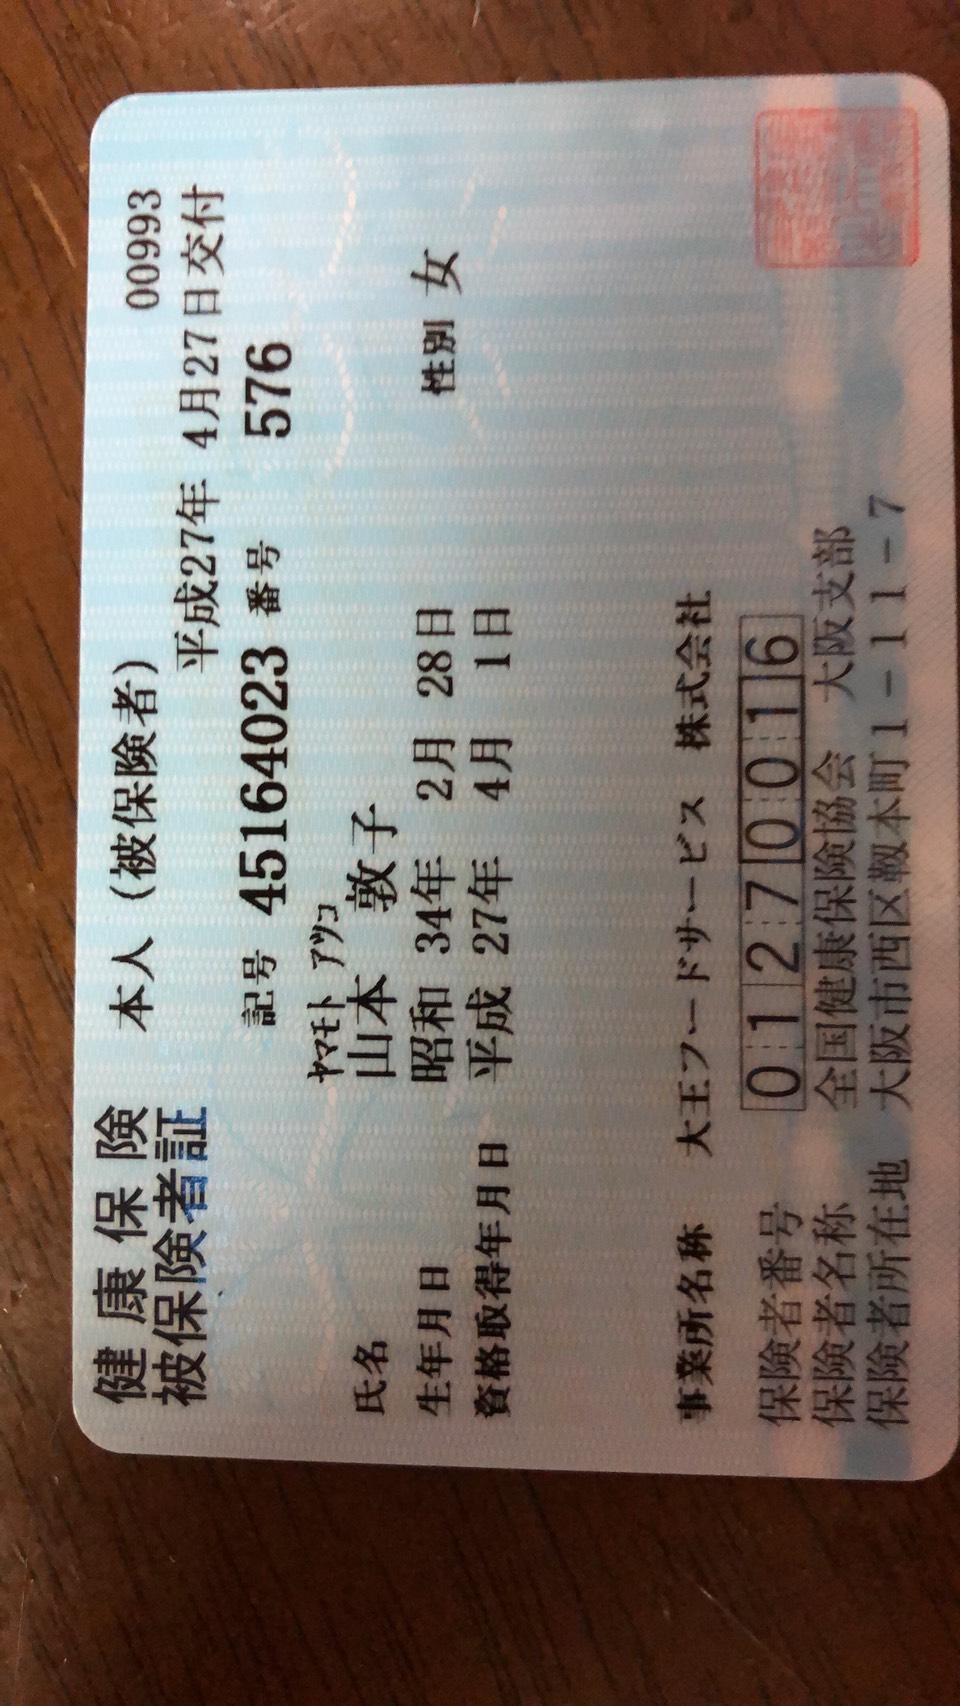 健康保険 本人（被保険者） 00993
被保険者証 平成27年 4月27日交付
記号 45164023 番号 576
ヤマモト アツコ
氏名 山本 敦子
生年月日 昭和 34年 2月 28日 性別 女
資格取得年月日 平成 27年 4月 1日
事業所名称 大王フードサービス 株式会社
保険者番号 01270016
保険者名称 全国健康保険協会 大阪支部
保険者所在地 大阪市西区靱本町1-11-7